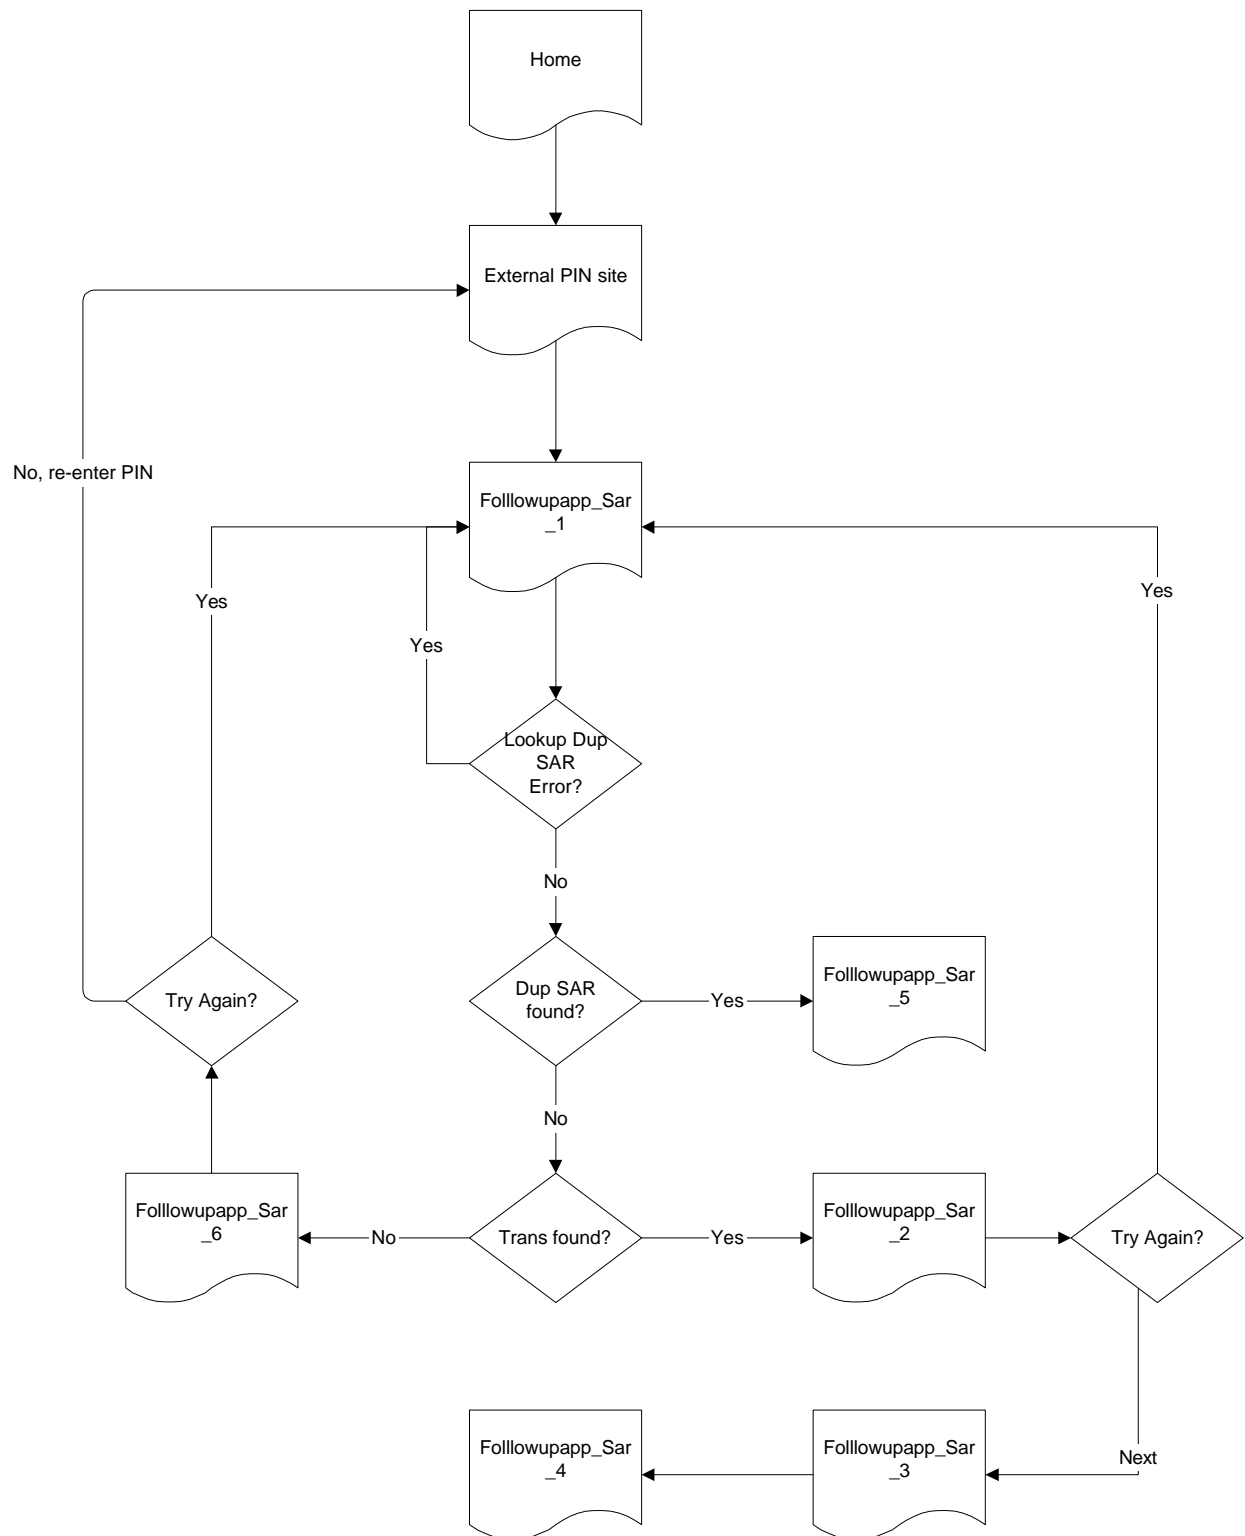 Home
External PIN site
No, re-enter PIN
Folllowupapp_Sar
_1
Yes
Yes
Yes
Lookup Dup
SAR
Error?
No
Try Again?
Dup SAR
found?
Yes
Folllowupapp_Sar
_5
No
Folllowupapp_Sar
_6
No
Trans found?
Yes
Folllowupapp_Sar
_2
Try Again?
Folllowupapp_Sar
_4
Folllowupapp_Sar
_3
Next